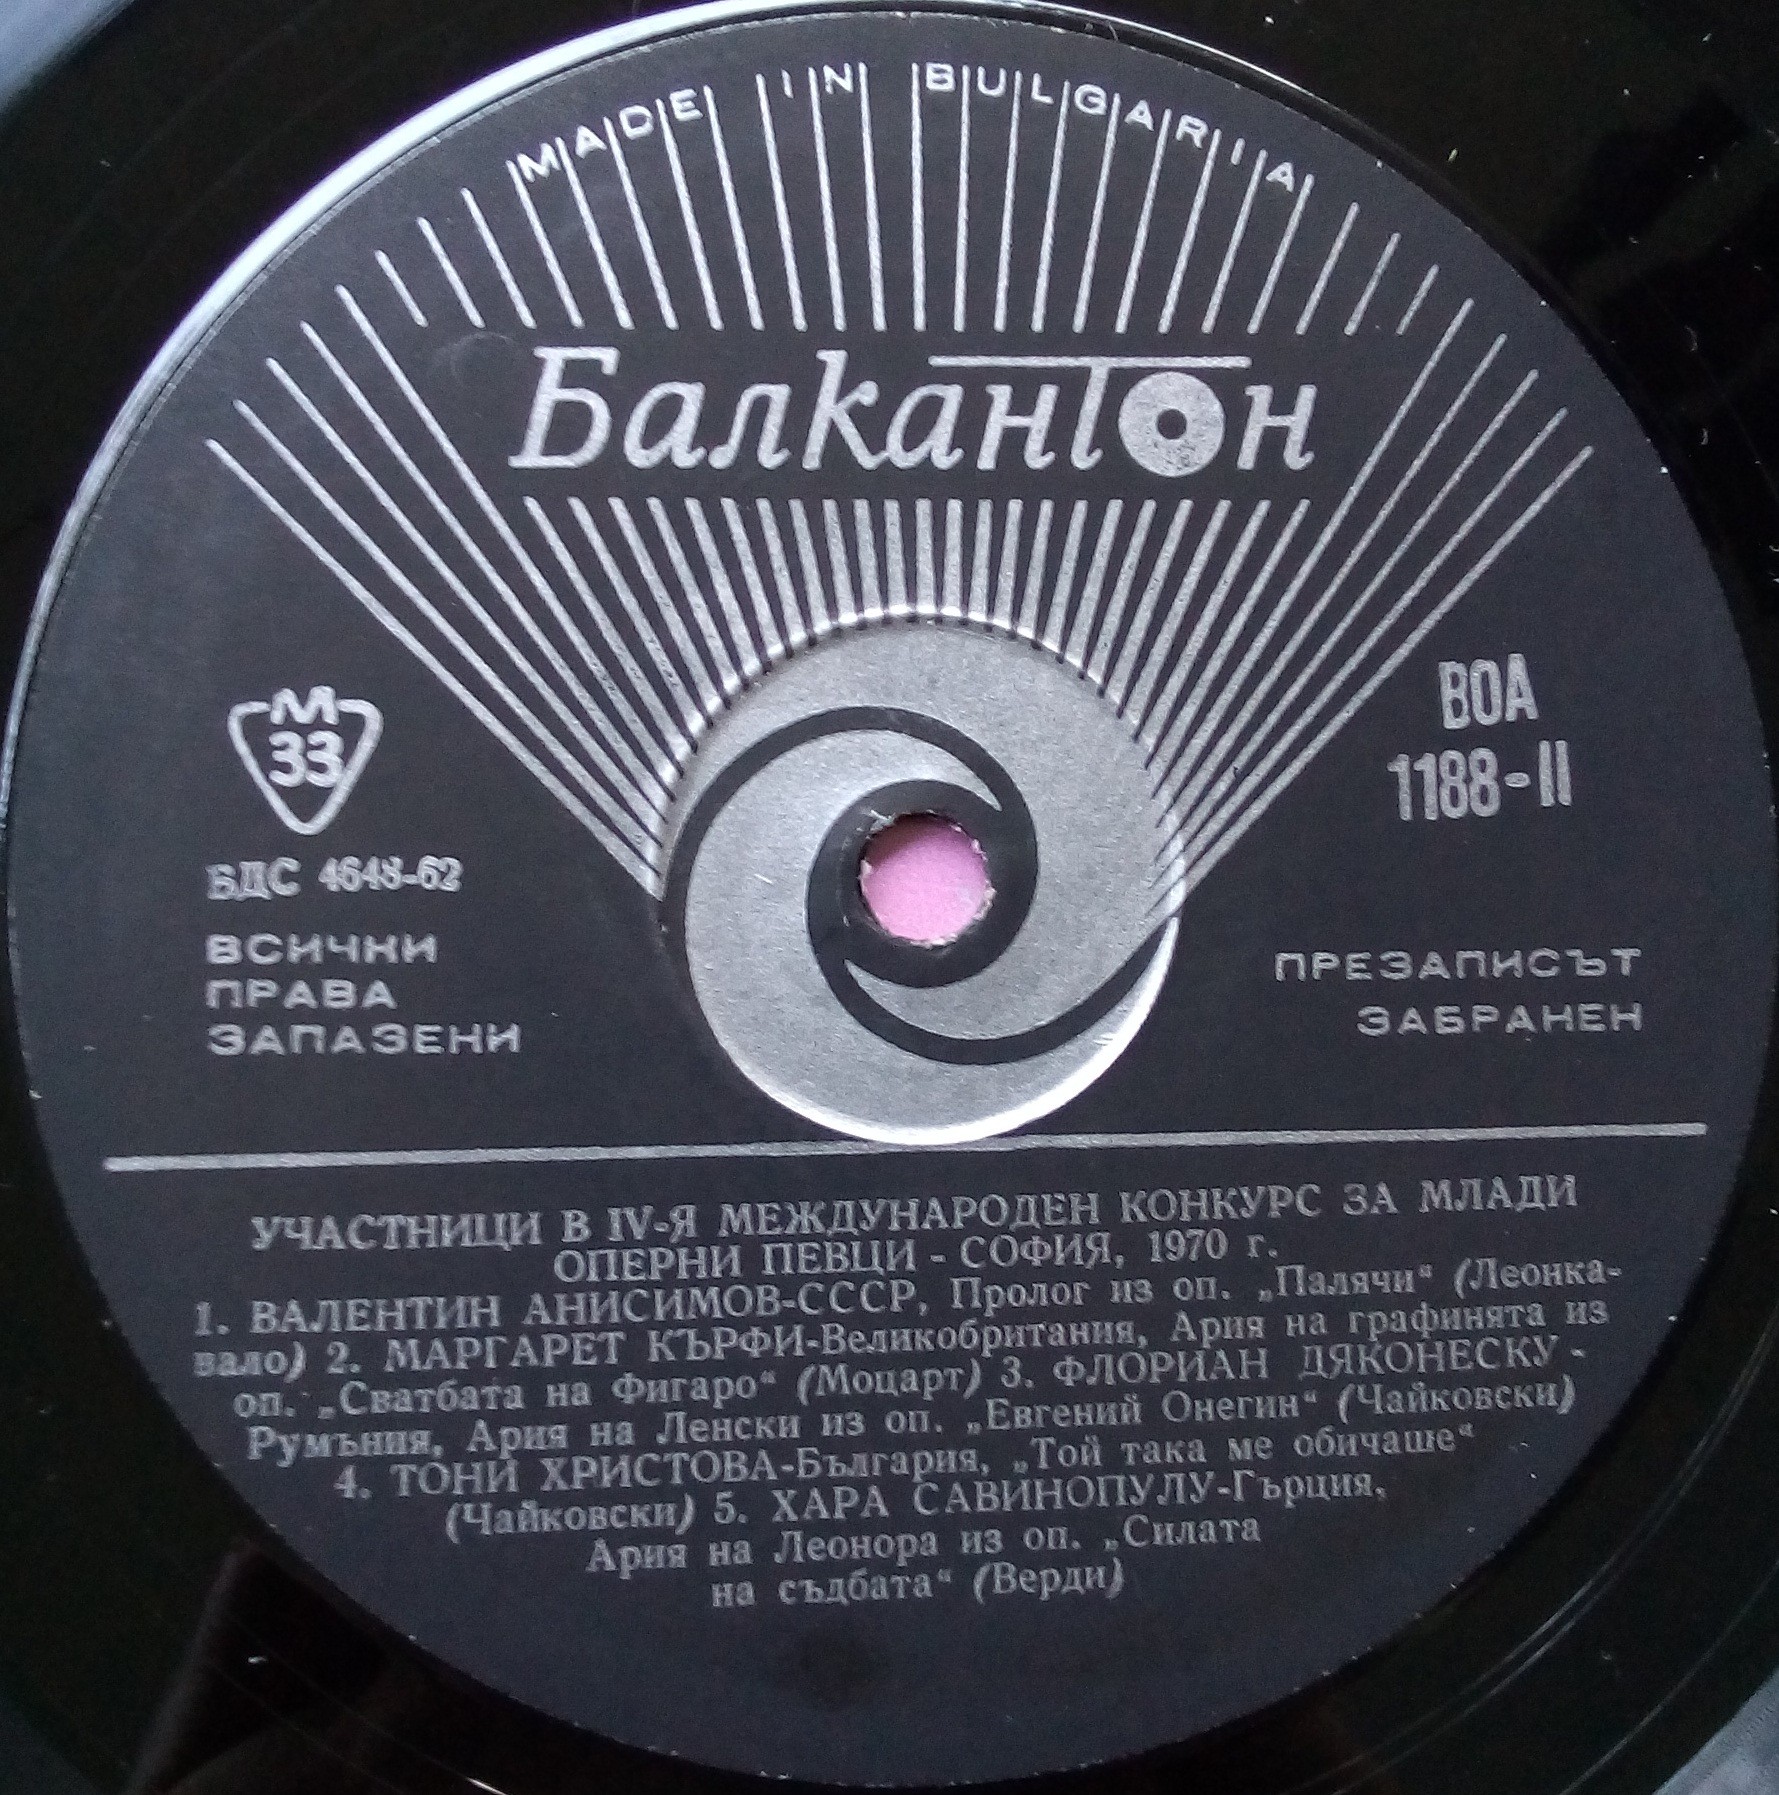 MADE IN BULGARIA
Балкантон
М
33
БДС 4648-62
ВСИЧКИ
ПРАВА
ЗАПАЗЕНИ
ВОА
1188-II
ПРЕЗАПИСЪТ
ЗАБРАНЕН
УЧАСТНИЦИ В IV-Я МЕЖДУНАРОДЕН КОНКУРС ЗА МЛАДИ
ОПЕРНИ ПЕВЦИ - СОФИЯ, 1970 г.
1. ВАЛЕНТИН АНИСИМОВ-СССР, Пролог из оп. „Палячи“ (Леонка-
вало) 2. МАРГАРЕТ КЪРФИ-Великобритания, Ария на графинята из
оп. „Сватбата на Фигаро“ (Моцарт) 3. ФЛОРИАН ДЯКОНЕСКУ -
Румъния, Ария на Ленски из оп. „Евгений Онегин“ (Чайковски)
4. ТОНИ ХРИСТОВА-България, „Той така ме обичаше“
(Чайковски) 5. ХАРА САВИНОПУЛУ-Гърция,
Ария на Леонора из оп. „Силата
на съдбата“ (Верди)